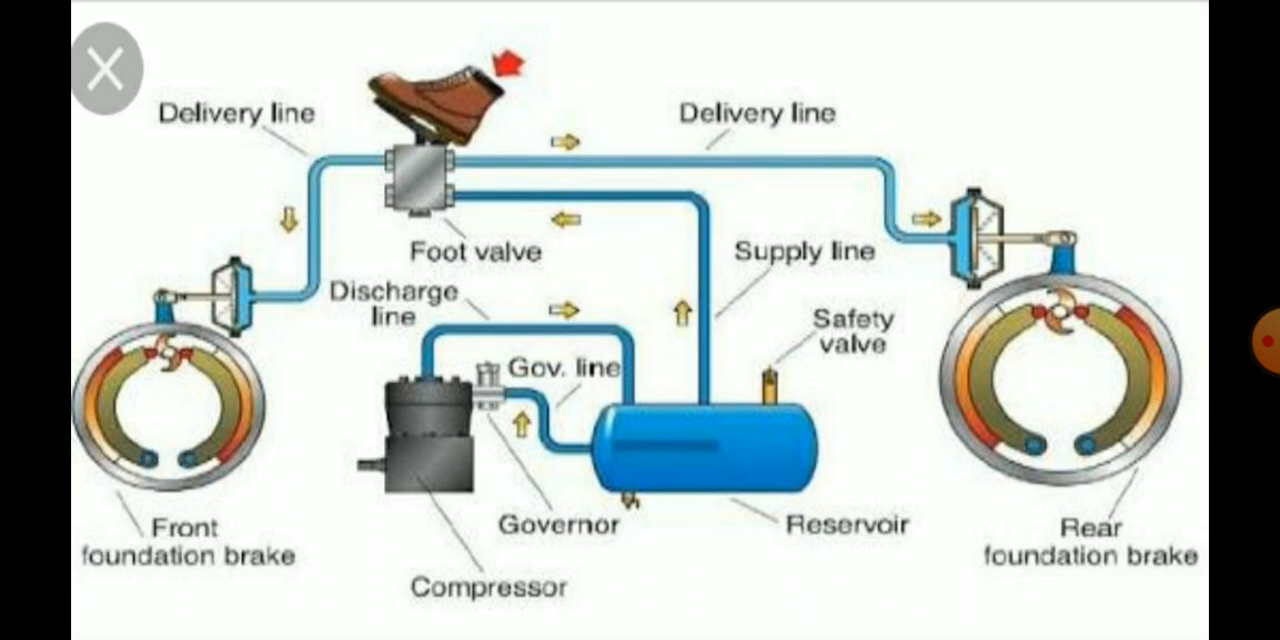 Delivery line
Delivery line
Foot valve
Supply line
Discharge
line
Safety
valve
Gov. line
Governor
Reservoir
Front
foundation brake
Rear
foundation brake
Compressor